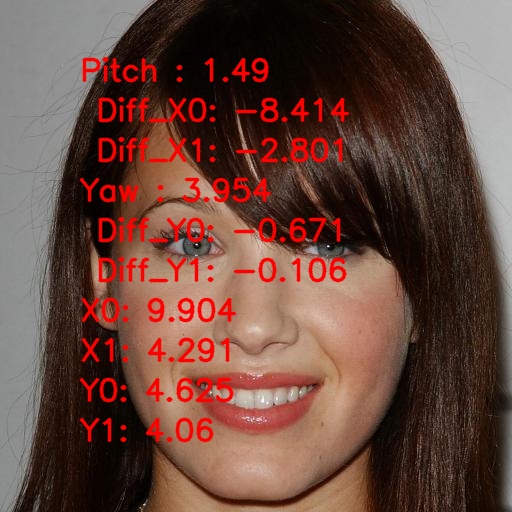 Pitch : 1.49
Diff_X0: -8.414
Diff_X1: -2.801
Yaw : 3.954
Diff_Y0: -0.671
Diff_Y1: -0.106
X0: 9.904
X1: 4.291
Y0: 4.625
Y1: 4.06